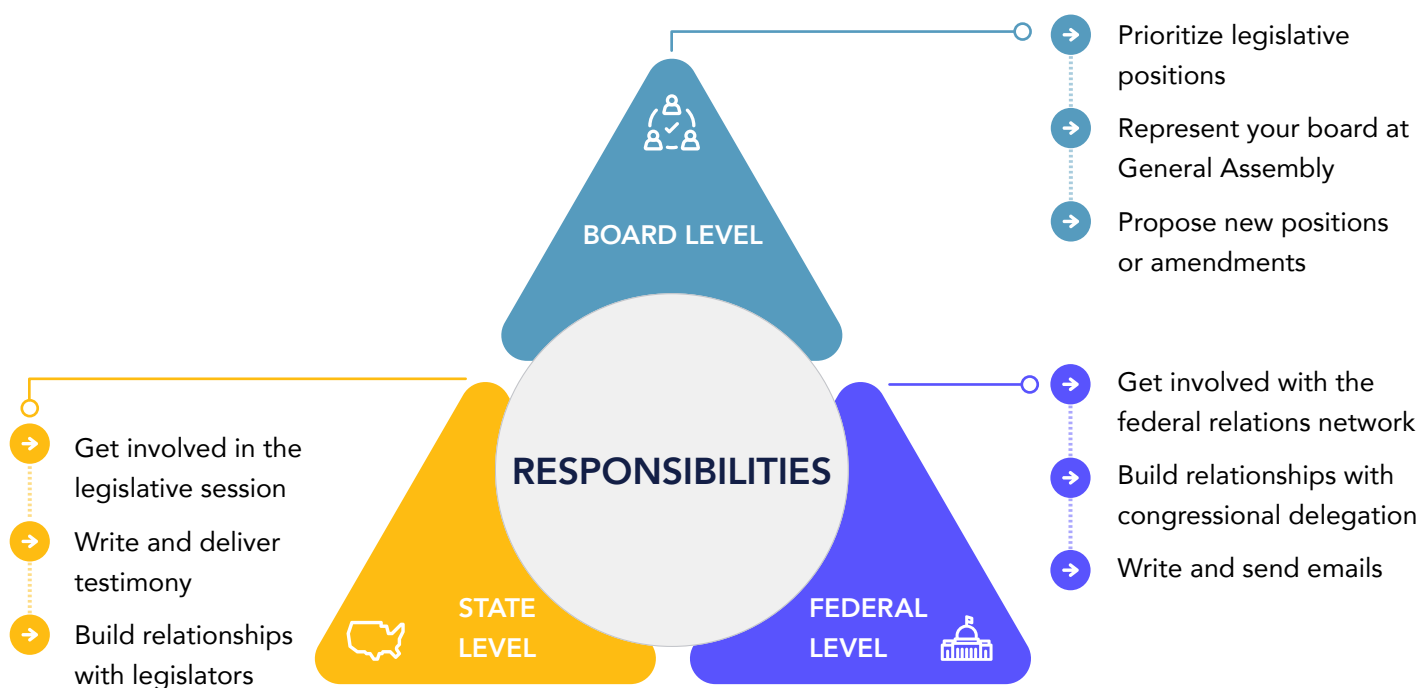 Prioritize legislative
positions
Represent your board at
General Assembly
Propose new positions
or amendments
BOARD LEVEL
RESPONSIBILITIES
Get involved in the
legislative session
Write and deliver
testimony
Build relationships
with legislators
STATE
LEVEL
FEDERAL
LEVEL
Get involved with the
federal relations network
Build relationships with
congressional delegation
Write and send emails